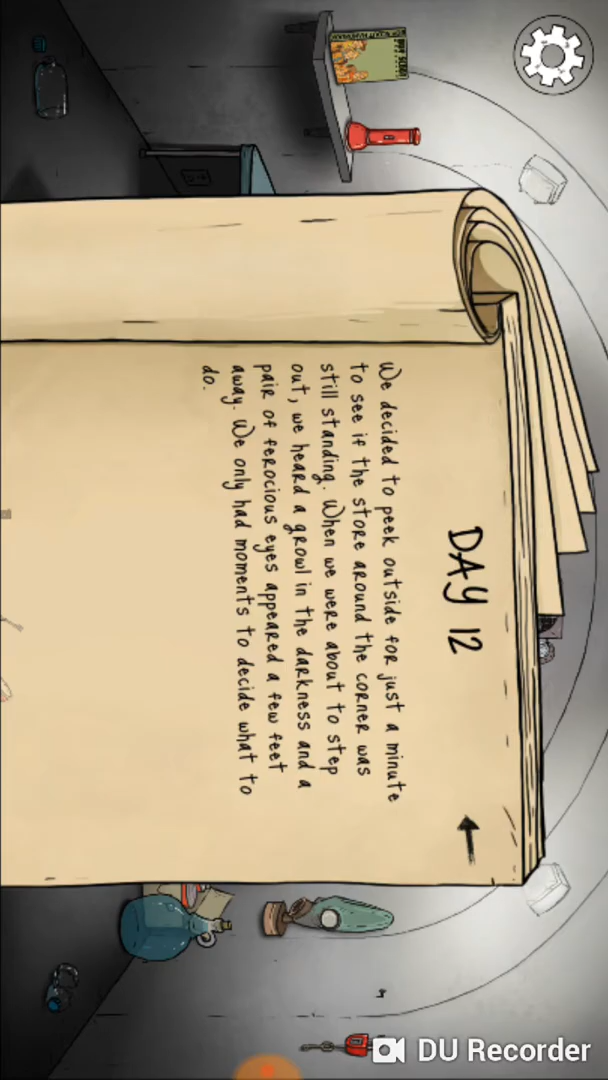 DAY 12
We decided to peek outside for just a minute
to see if the store around the corner was
still standing. When we were about to step
out, we heard a growl in the darkness and a
pair of ferocious eyes appeared a few feet
away. We only had moments to decide what to
do.
DU Recorder